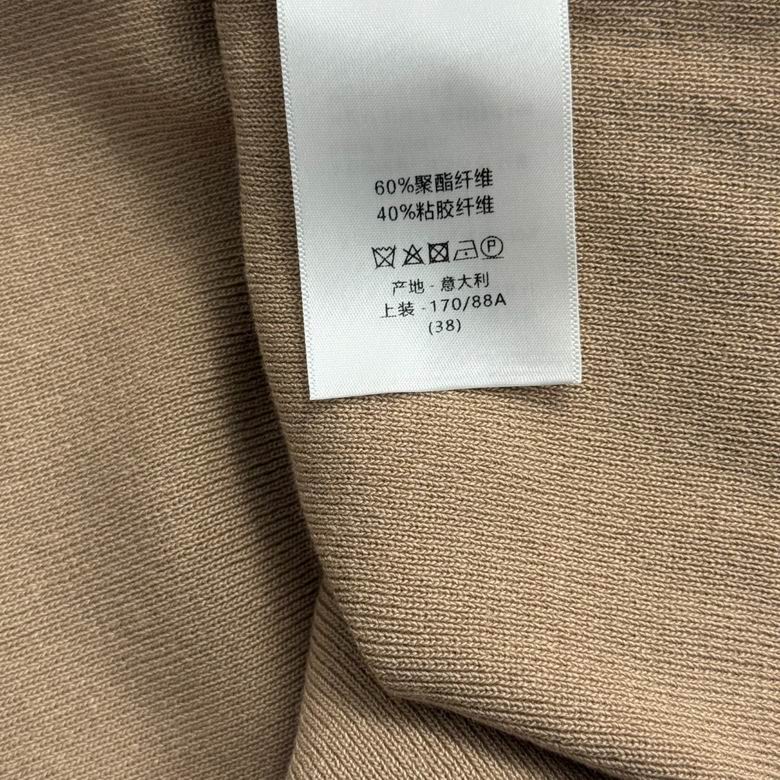 60%聚酯纤维
40%粘胶纤维
P
产地 - 意大利
上装 - 170/88A
(38)